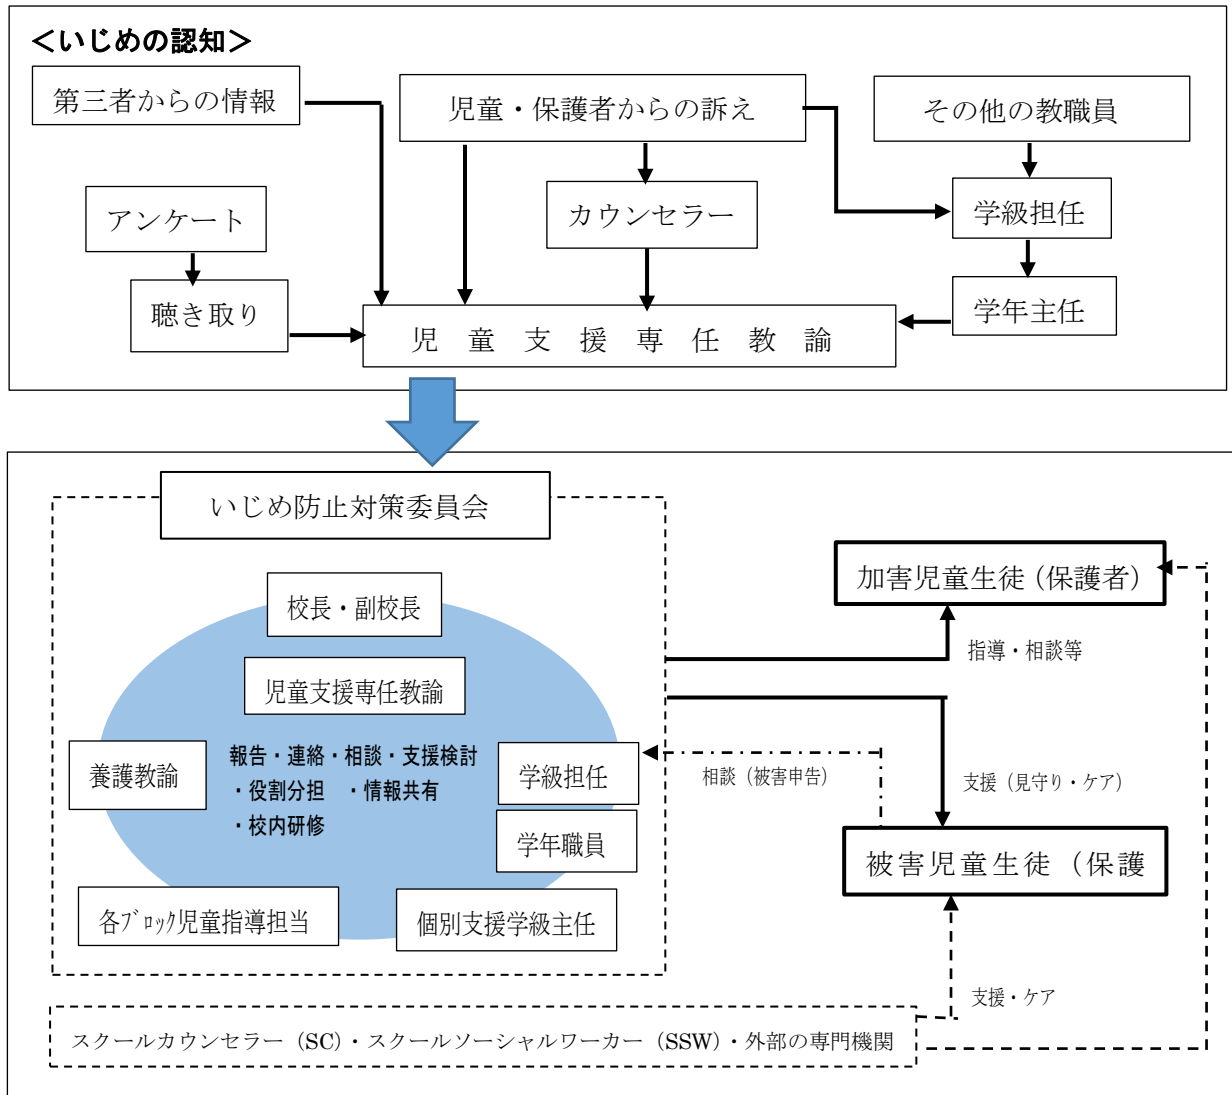 ＜いじめの認知＞
第三者からの情報
児童・保護者からの訴え
その他の教職員
アンケート
カウンセラー
学級担任
聴き取り
学年主任
児童支援専任教諭
いじめ防止対策委員会
校長・副校長
児童支援専任教諭
養護教諭
報告・連絡・相談・支援検討
・役割分担　・情報共有
・校内研修
学級担任
学年職員
各ﾌﾞﾛｯｸ児童指導担当
個別支援学級主任
加害児童生徒（保護者）
指導・相談等
相談（被害申告）
支援（見守り・ケア）
被害児童生徒（保護
支援・ケア
スクールカウンセラー（SC）・スクールソーシャルワーカー（SSW）・外部の専門機関